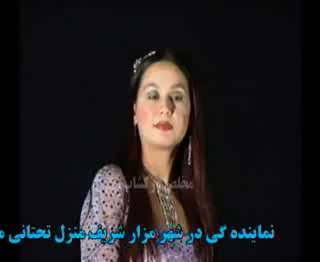 نماینده گی در شهر مزار شریف منزل تحتانی م